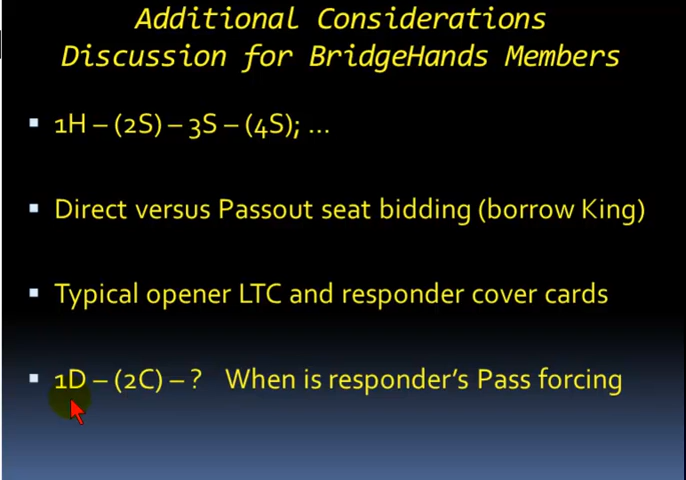 Additional Considerations
Discussion for BridgeHands Members
▪ 1H – (2S) – 3S – (4S); ...
▪ Direct versus Passout seat bidding (borrow King)
▪ Typical opener LTC and responder cover cards
▪ 1D – (2C) – ? When is responder's Pass forcing